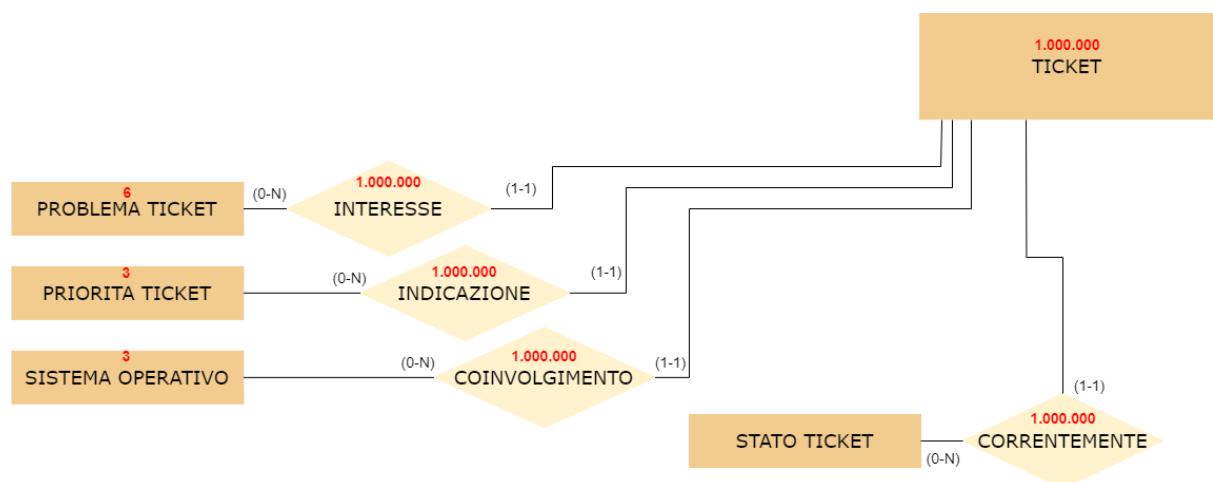 1.000.000
TICKET
6
PROBLEMA TICKET
(0-N)
1.000.000
INTERESSE
(1-1)
3
PRIORITA TICKET
(0-N)
1.000.000
INDICAZIONE
(1-1)
3
SISTEMA OPERATIVO
(0-N)
1.000.000
COINVOLGIMENTO
(1-1)
(1-1)
1.000.000
STATO TICKET
CORRENTEMENTE
(0-N)